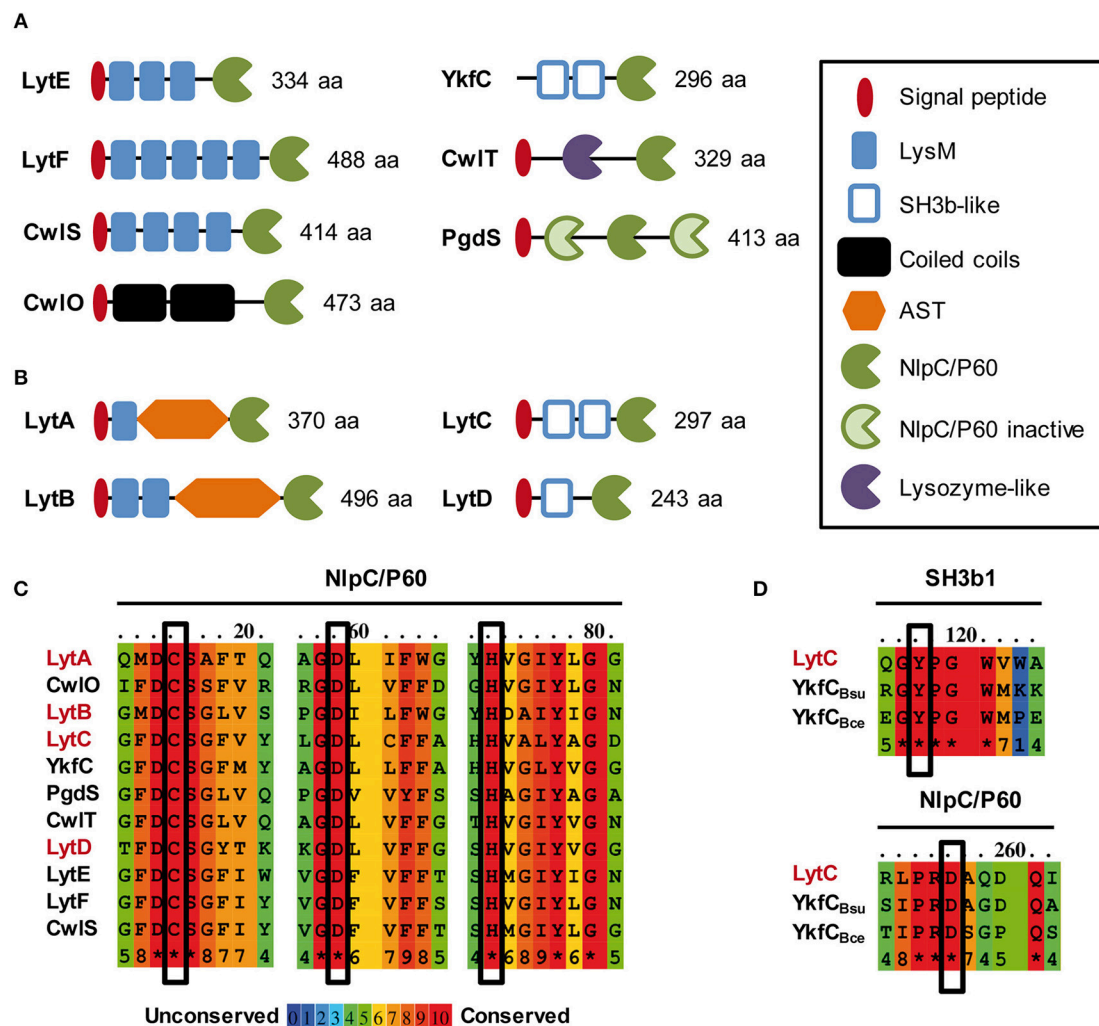 A
LytE 334 aa
YkfC 296 aa
LytF 488 aa
CwlT 329 aa
CwlS 414 aa
PgdS 413 aa
CwlO 473 aa
Signal peptide
LysM
SH3b-like
Coiled coils
AST
NlpC/P60
NlpC/P60 inactive
Lysozyme-like
B
LytA 370 aa
LytC 297 aa
LytB 496 aa
LytD 243 aa
C
NlpC/P60
. . . . . . . 20 . . . . . 60 . . . . . . . . . 80 .
LytA QMDCSAFTQ AGDL IFWG YHVGIYLGG
CwlO IFDCSSFVR RGDL VFFD GHVGIYLGN
LytB GMDCSGLVS PGDI LFFQ YHDAIYIGN
LytC GFDCSGFVY LGDL CFFA HHVALYAGD
YkfC GFDCSGFMY AGDL LFFA HHVGLYVGG
PgdS GFDCSGLVQ PGDV VYFS SHAGIYAGA
CwlT GFDCSGLVQ AGDL VFFG THVGIYLGN
LytD TFDCSGYTK KGDL VFFG SHVGIYVGG
LytE GFDCSGFIW VGDF VFFT SHMGIYIGN
LytF GFDCSGFIY VGDF VFFS SHVGIYLGN
CwlS GFDCSGFIY VGDF VFFT SHMGIYIGN
58***8774 4**6 7985 4*689*6*5
Unconserved 0 1 2 3 4 5 6 7 8 9 10 Conserved
D
SH3b1
. . . . 120 . . . .
LytC QGYPG WVWA
YkfCBsu RGYPG WMKK
YkfCBce EGYPG WMPE
5**** *714
NlpC/P60
. . . . . . . . 260 . .
LytC RLPRDAQD QI
YkfCBsu SIPRDAGD QA
YkfCBce TIPRDSGP QS
48***745 *4